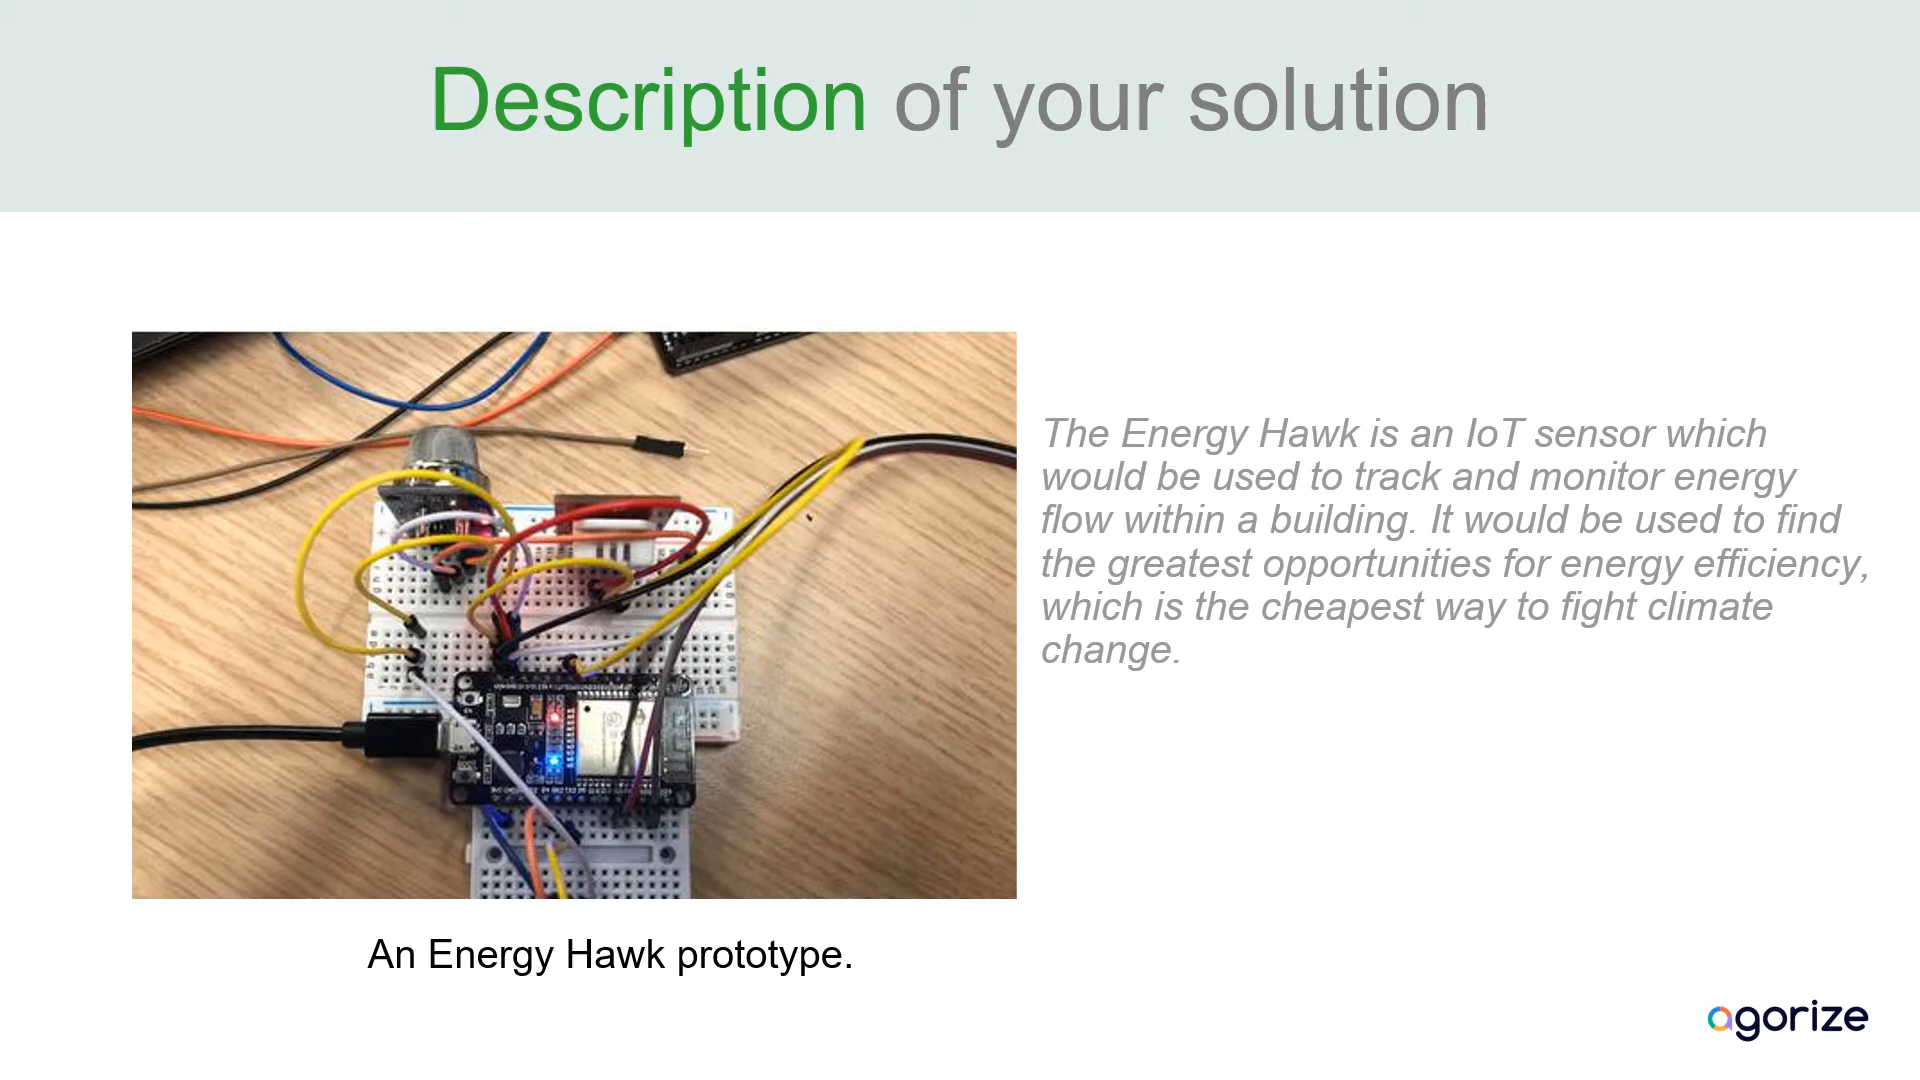 Description of your solution
The Energy Hawk is an IoT sensor which
would be used to track and monitor energy
flow within a building. It would be used to find
the greatest opportunities for energy efficiency,
which is the cheapest way to fight climate
change.
An Energy Hawk prototype.
agorize